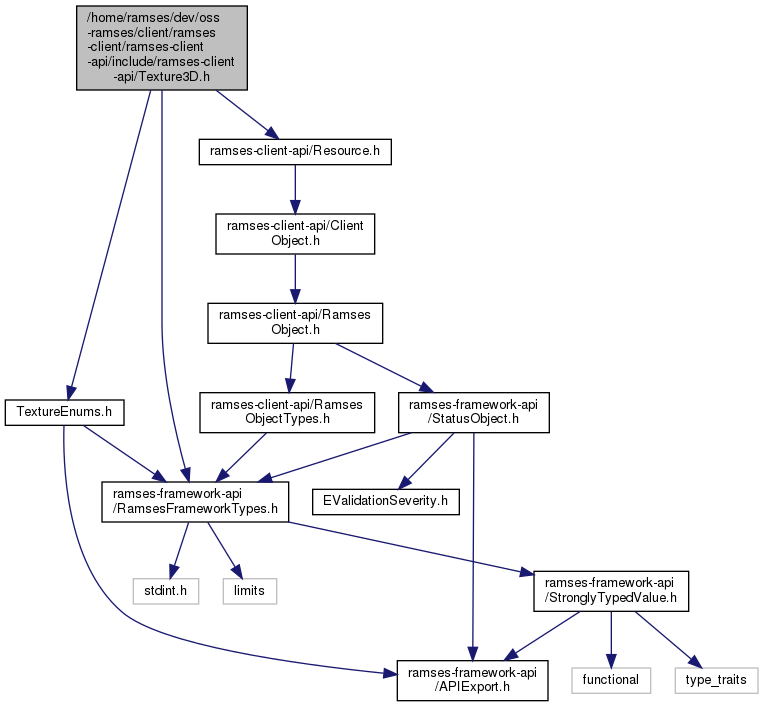 /home/ramses/dev/oss
-ramses/client/ramses
-client/ramses-client
-api/include/ramses-client
-api/Texture3D.h
ramses-client-api/Resource.h
ramses-client-api/Client
Object.h
ramses-client-api/Ramses
Object.h
TextureEnums.h
ramses-client-api/Ramses
ObjectTypes.h
ramses-framework-api
/StatusObject.h
ramses-framework-api
/RamsesFrameworkTypes.h
EValidationSeverity.h
stdint.h
limits
ramses-framework-api
/StronglyTypedValue.h
ramses-framework-api
/APIExport.h
functional
type_traits